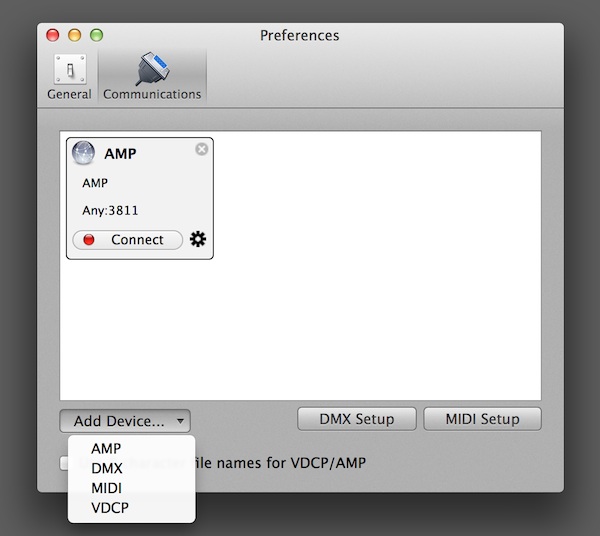 Preferences
General
Communications
AMP
AMP
Any:3811
Connect
Add Device...
DMX Setup
MIDI Setup
AMP
DMX
MIDI
VDCP
file names for VDCP/AMP